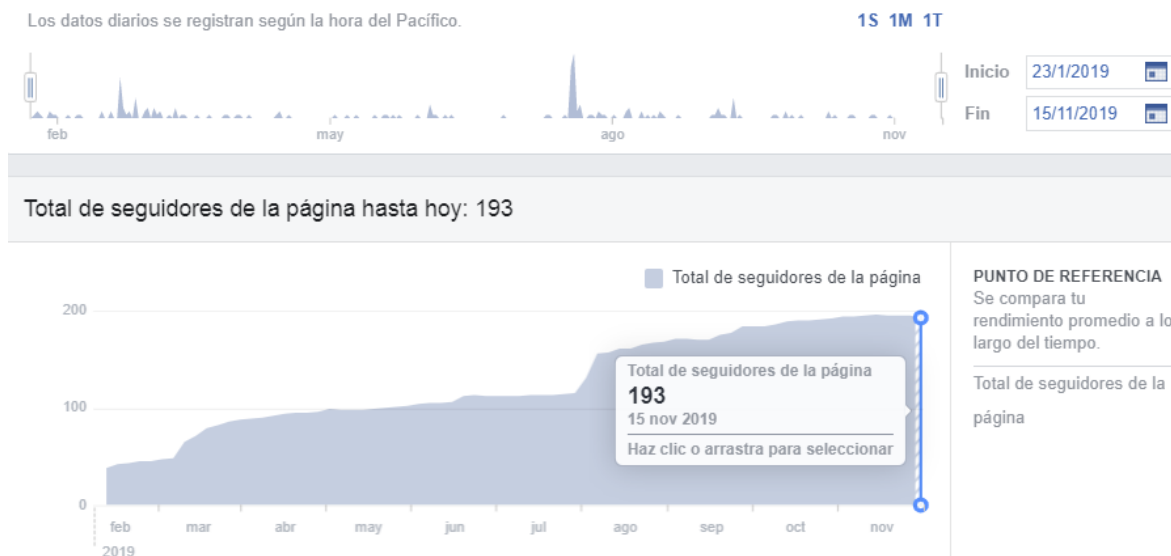 Los datos diarios se registran según la hora del Pacífico.
1S 1M 1T
Inicio 23/1/2019
Fin 15/11/2019
feb may ago nov
Total de seguidores de la página hasta hoy: 193
Total de seguidores de la página
200
100
0
Total de seguidores de la página
193
15 nov 2019
Haz clic o arrastra para seleccionar
feb mar abr may jun jul ago sep oct nov
2019
PUNTO DE REFERENCIA
Se compara tu
rendimiento promedio a lo
largo del tiempo.
Total de seguidores de la
página